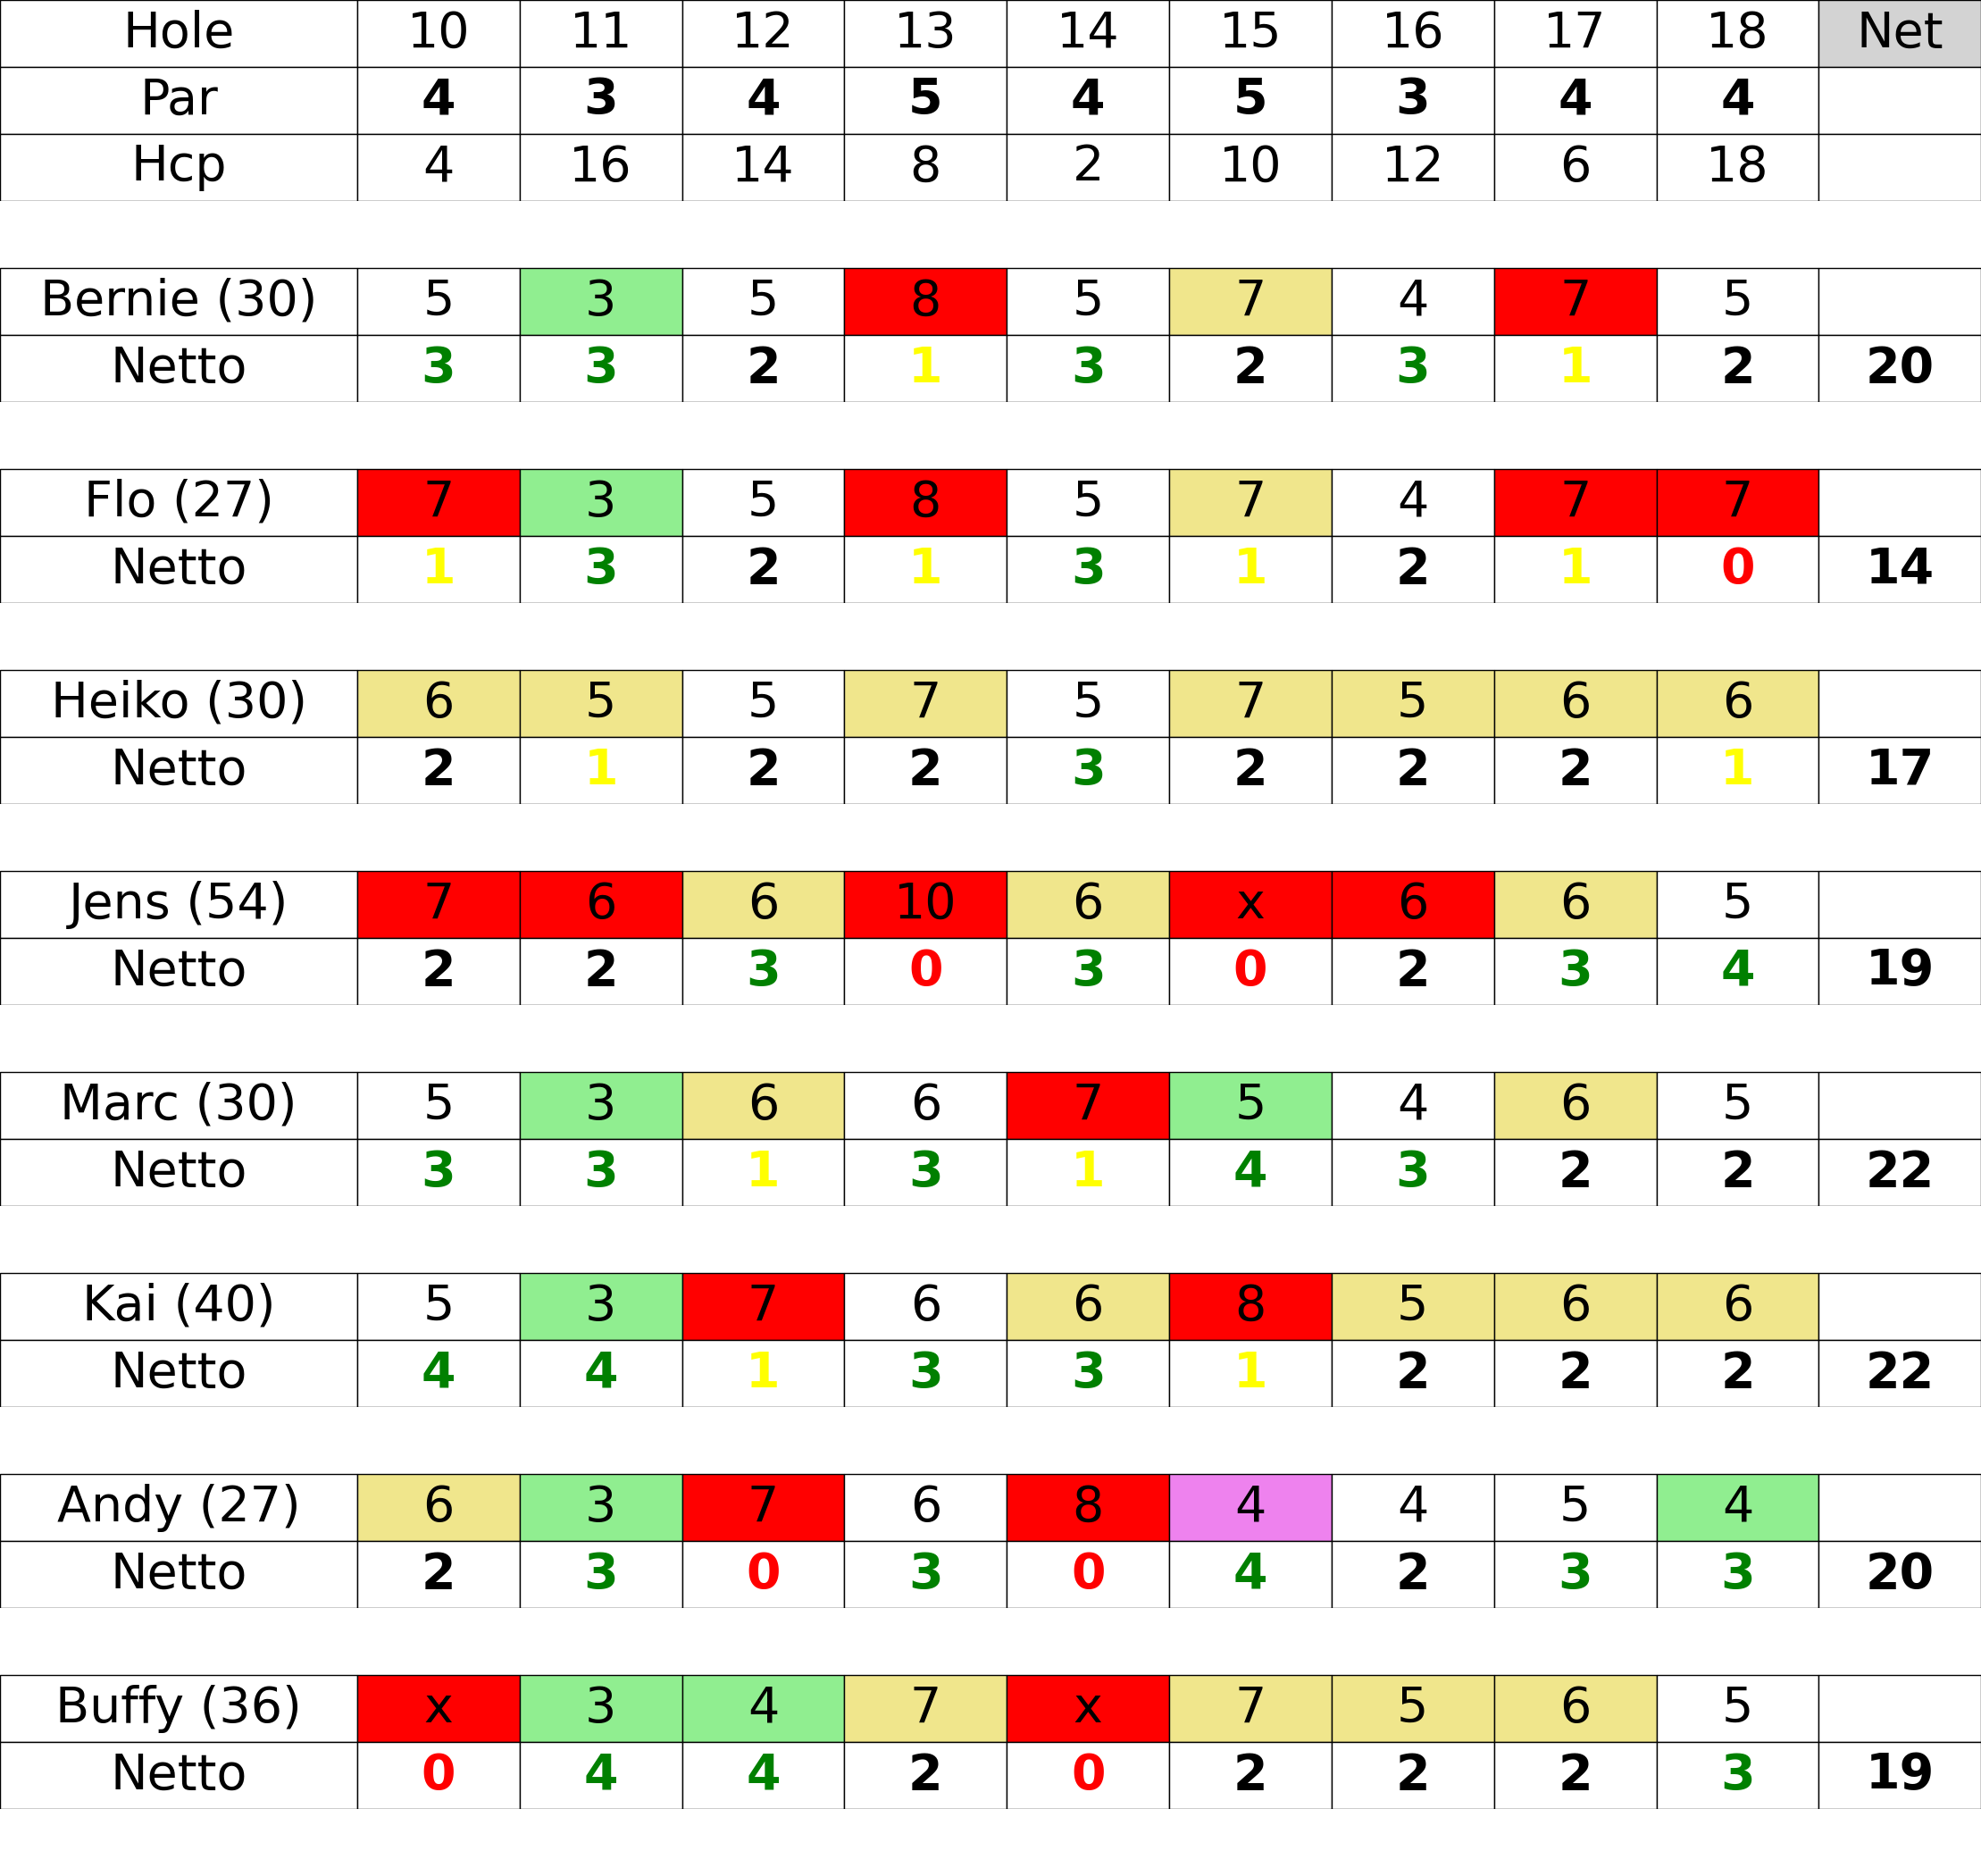 Hole 10 11 12 13 14 15 16 17 18 Net
Par 4 3 4 5 4 5 3 4 4
Hcp 4 16 14 8 2 10 12 6 18
Bernie (30) 5 3 5 8 5 7 4 7 5
Netto 3 3 2 1 3 2 3 1 2 20
Flo (27) 7 3 5 8 5 7 4 7 7
Netto 1 3 2 1 3 1 2 1 0 14
Heiko (30) 6 5 5 7 5 7 5 6 6
Netto 2 1 2 2 3 2 2 2 1 17
Jens (54) 7 6 6 10 6 x 6 6 5
Netto 2 2 3 0 3 0 2 3 4 19
Marc (30) 5 3 6 6 7 5 4 6 5
Netto 3 3 1 3 1 4 3 2 2 22
Kai (40) 5 3 7 6 6 8 5 6 6
Netto 4 4 1 3 3 1 2 2 2 22
Andy (27) 6 3 7 6 8 4 4 5 4
Netto 2 3 0 3 0 4 2 3 3 20
Buffy (36) x 3 4 7 x 7 5 6 5
Netto 0 4 4 2 0 2 2 2 3 19